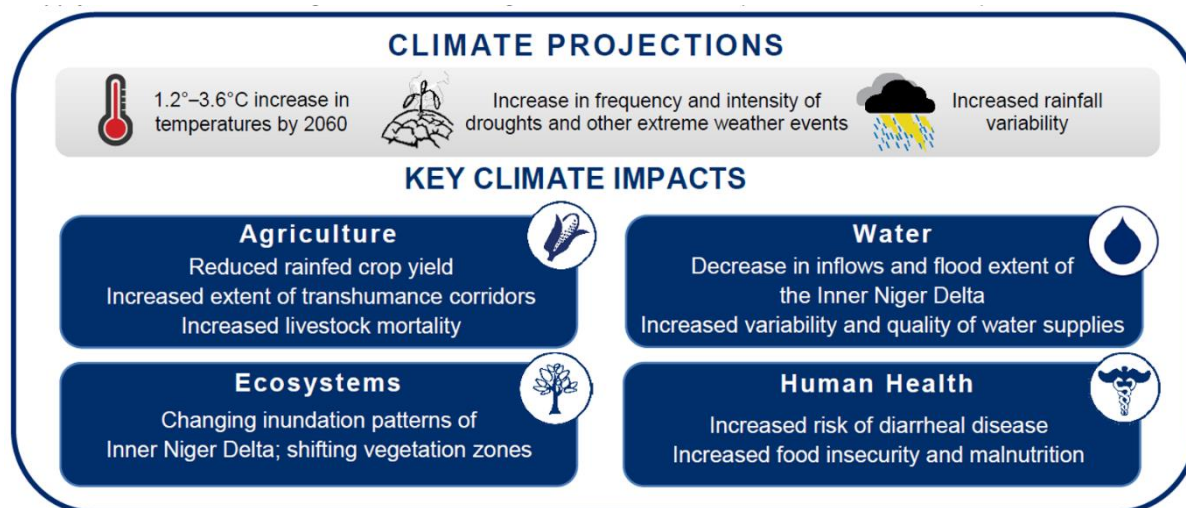 CLIMATE PROJECTIONS
1.2°–3.6°C increase in
temperatures by 2060
Increase in frequency and intensity of
droughts and other extreme weather events
Increased rainfall
variability
KEY CLIMATE IMPACTS
Agriculture
Reduced rainfed crop yield
Increased extent of transhumance corridors
Increased livestock mortality
Water
Decrease in inflows and flood extent of
the Inner Niger Delta
Increased variability and quality of water supplies
Ecosystems
Changing inundation patterns of
Inner Niger Delta; shifting vegetation zones
Human Health
Increased risk of diarrheal disease
Increased food insecurity and malnutrition